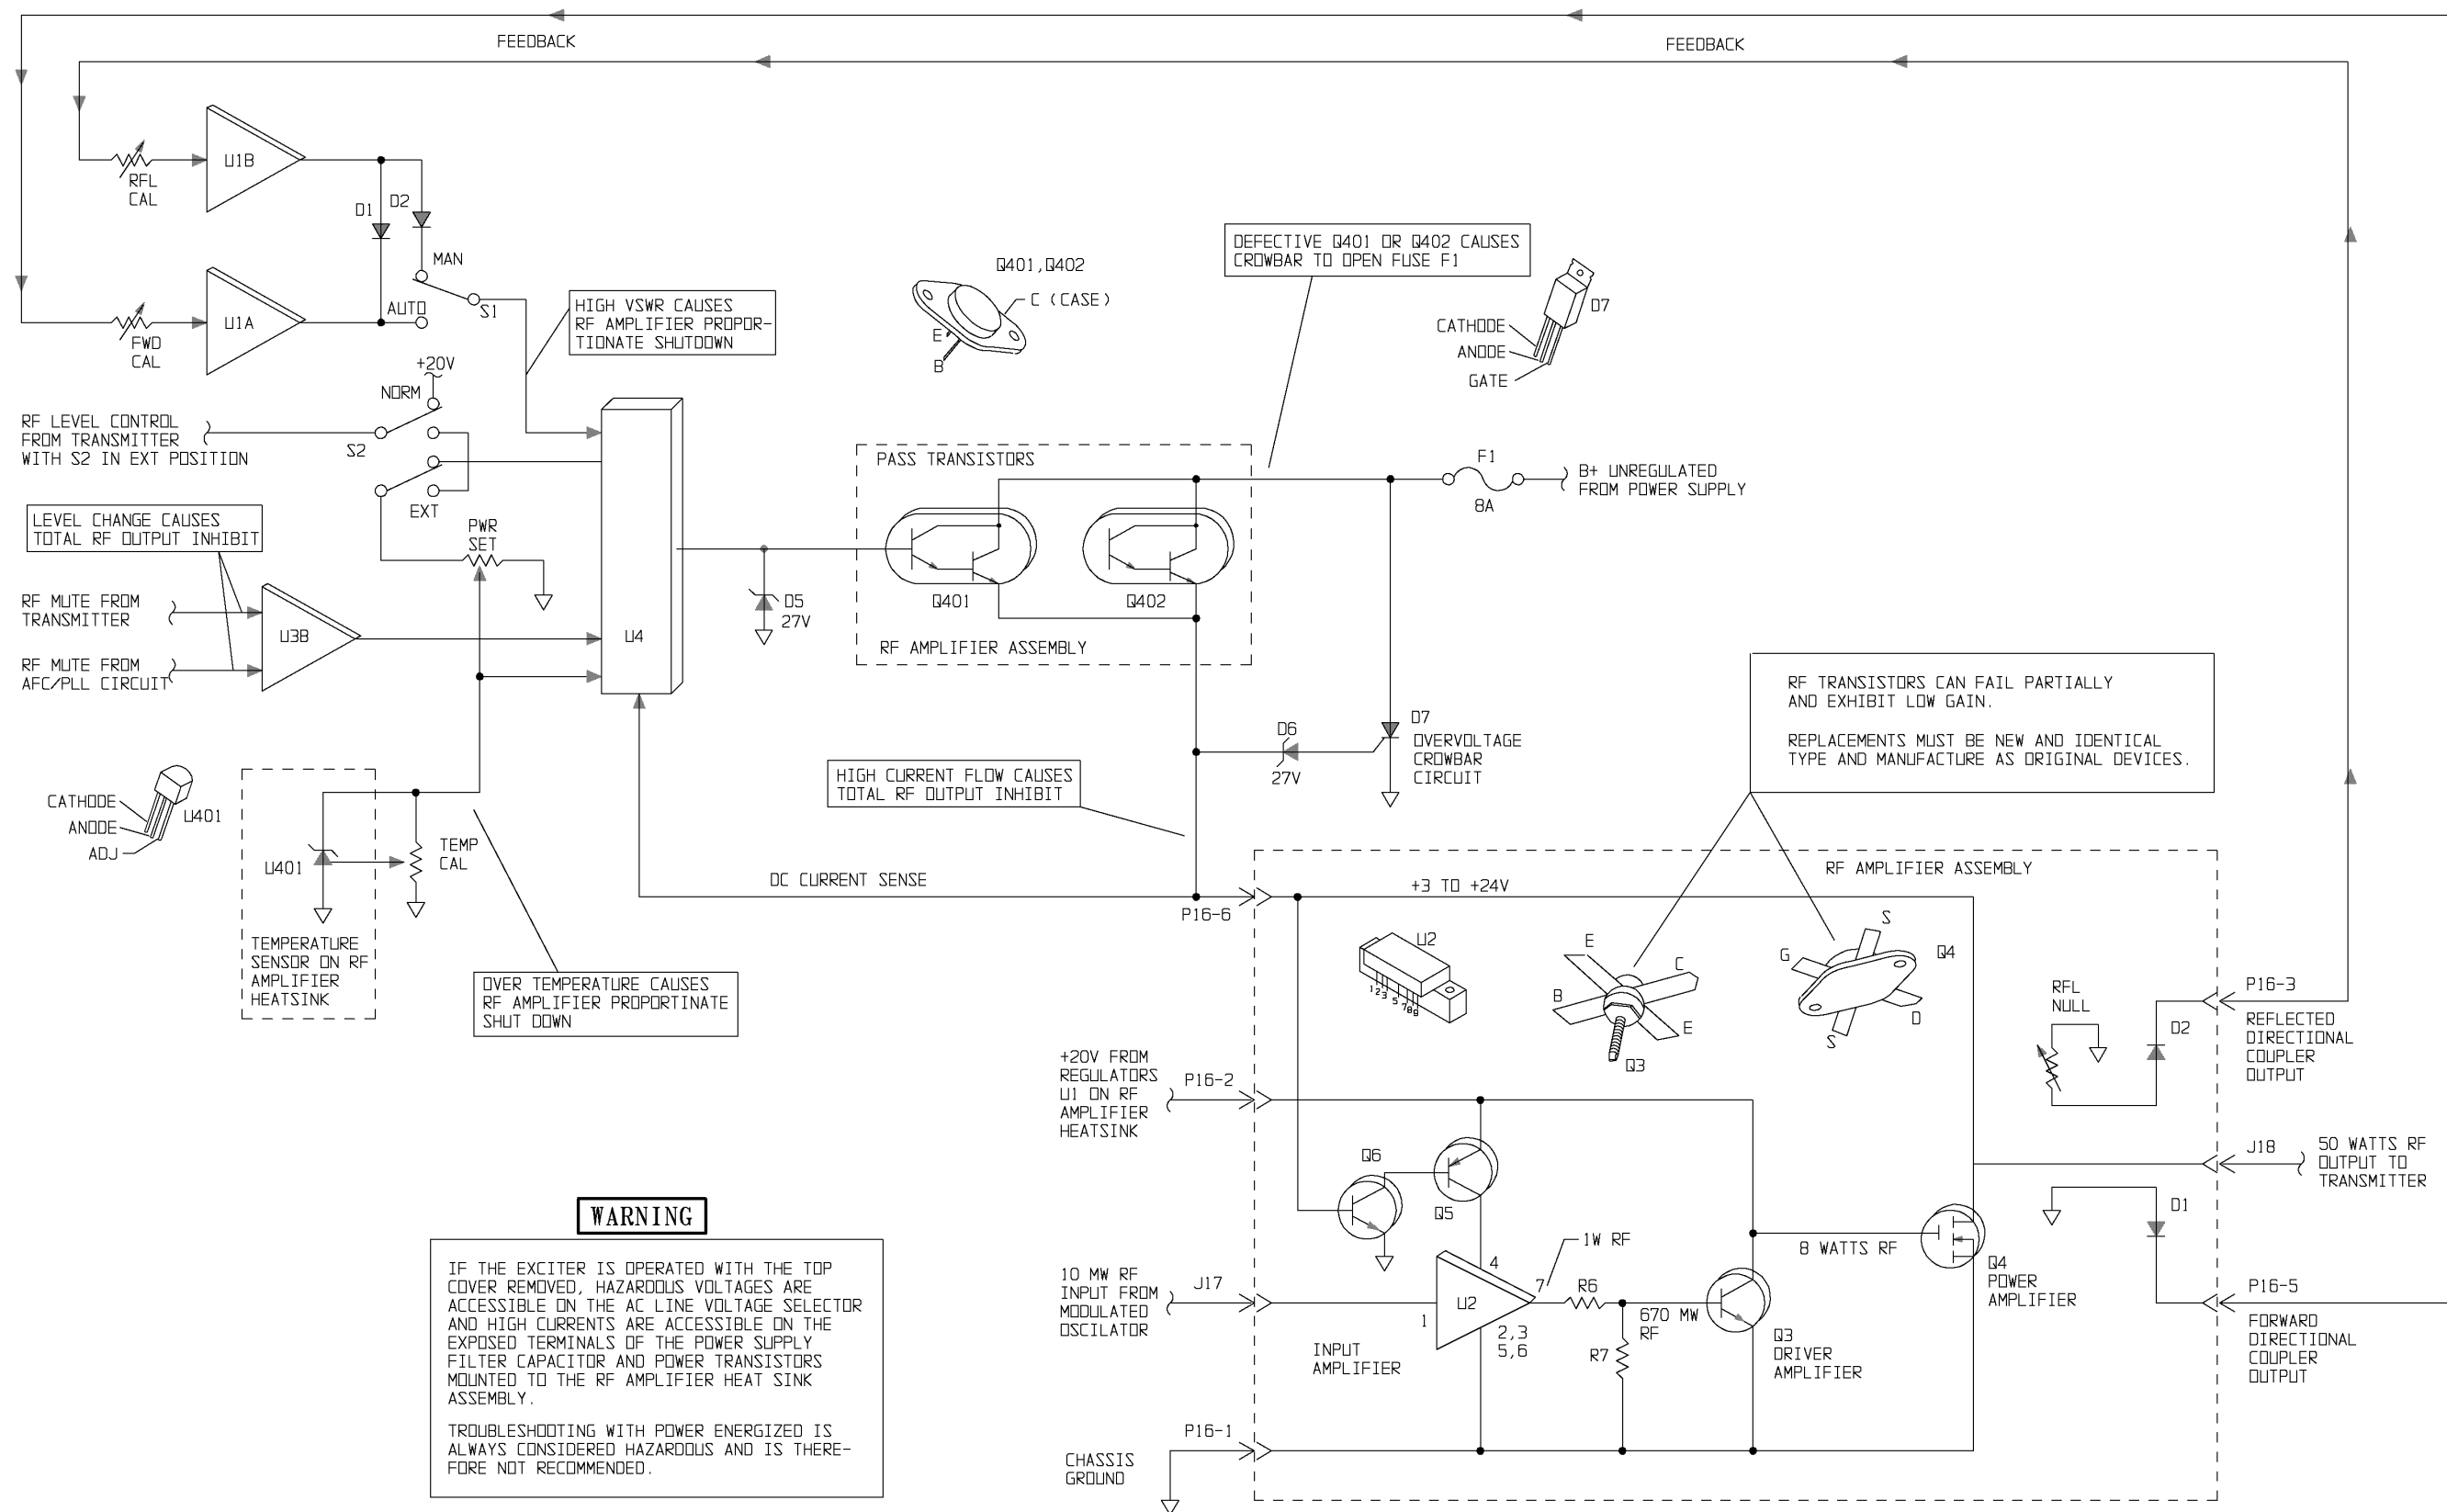 FEEDBACK
FEEDBACK
U1B
RFL
CAL
D1
D2
MAN
AUTO
S1
U1A
FWD
CAL
+20V
NORM
RF LEVEL CONTROL
FROM TRANSMITTER
WITH S2 IN EXT POSITION
S2
EXT
HIGH VSWR CAUSES
RF AMPLIFIER PROPOR-
TIONATE SHUTDOWN
Q401,Q402
C (CASE)
E
B
DEFECTIVE Q401 OR Q402 CAUSES
CROWBAR TO OPEN FUSE F1
D7
CATHODE
ANODE
GATE
LEVEL CHANGE CAUSES
TOTAL RF OUTPUT INHIBIT
PWR
SET
RF MUTE FROM
TRANSMITTER
RF MUTE FROM
AFC/PLL CIRCUIT
U3B
U4
D5
27V
PASS TRANSISTORS
Q401
Q402
RF AMPLIFIER ASSEMBLY
F1
8A
B+ UNREGULATED
FROM POWER SUPPLY
D6
27V
D7
OVERVOLTAGE
CROWBAR
CIRCUIT
RF TRANSISTORS CAN FAIL PARTIALLY
AND EXHIBIT LOW GAIN.
REPLACEMENTS MUST BE NEW AND IDENTICAL
TYPE AND MANUFACTURE AS ORIGINAL DEVICES.
HIGH CURRENT FLOW CAUSES
TOTAL RF OUTPUT INHIBIT
CATHODE
ANODE
ADJ
U401
U401
TEMP
CAL
TEMPERATURE
SENSOR ON RF
AMPLIFIER
HEATSINK
DC CURRENT SENSE
OVER TEMPERATURE CAUSES
RF AMPLIFIER PROPORTINATE
SHUT DOWN
P16-6
+3 TO +24V
RF AMPLIFIER ASSEMBLY
U2
123 5 789
E
C
B
E
Q3
S
G
Q4
D
S
RFL
NULL
D2
P16-3
REFLECTED
DIRECTIONAL
COUPLER
OUTPUT
+20V FROM
REGULATORS
U1 ON RF
AMPLIFIER
HEATSINK
P16-2
Q6
Q5
J18
50 WATTS RF
OUTPUT TO
TRANSMITTER
D1
P16-5
FORWARD
DIRECTIONAL
COUPLER
OUTPUT
10 MW RF
INPUT FROM
MODULATED
OSCILATOR
J17
1
U2
4
7
1W RF
2,3
5,6
INPUT
AMPLIFIER
R6
R7
670 MW
RF
Q3
DRIVER
AMPLIFIER
8 WATTS RF
Q4
POWER
AMPLIFIER
CHASSIS
GROUND
P16-1
WARNING
IF THE EXCITER IS OPERATED WITH THE TOP
COVER REMOVED, HAZARDOUS VOLTAGES ARE
ACCESSIBLE ON THE AC LINE VOLTAGE SELECTOR
AND HIGH CURRENTS ARE ACCESSIBLE ON THE
EXPOSED TERMINALS OF THE POWER SUPPLY
FILTER CAPACITOR AND POWER TRANSISTORS
MOUNTED TO THE RF AMPLIFIER HEAT SINK
ASSEMBLY.
TROUBLESHOOTING WITH POWER ENERGIZED IS
ALWAYS CONSIDERED HAZARDOUS AND IS THERE-
FORE NOT RECOMMENDED.